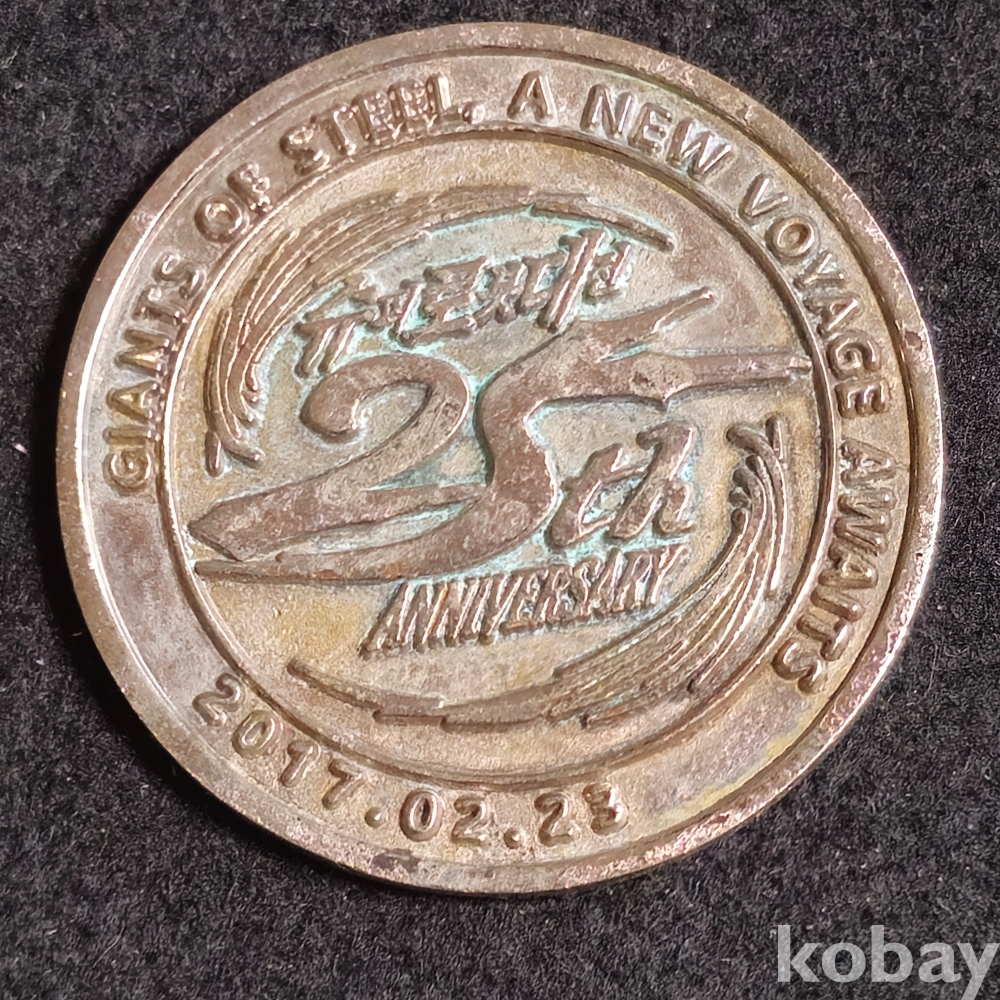 GIANTS OF STEEL, A NEW VOYAGE AWAITS
25th
ANNIVERSARY
2017.02.23
kobay